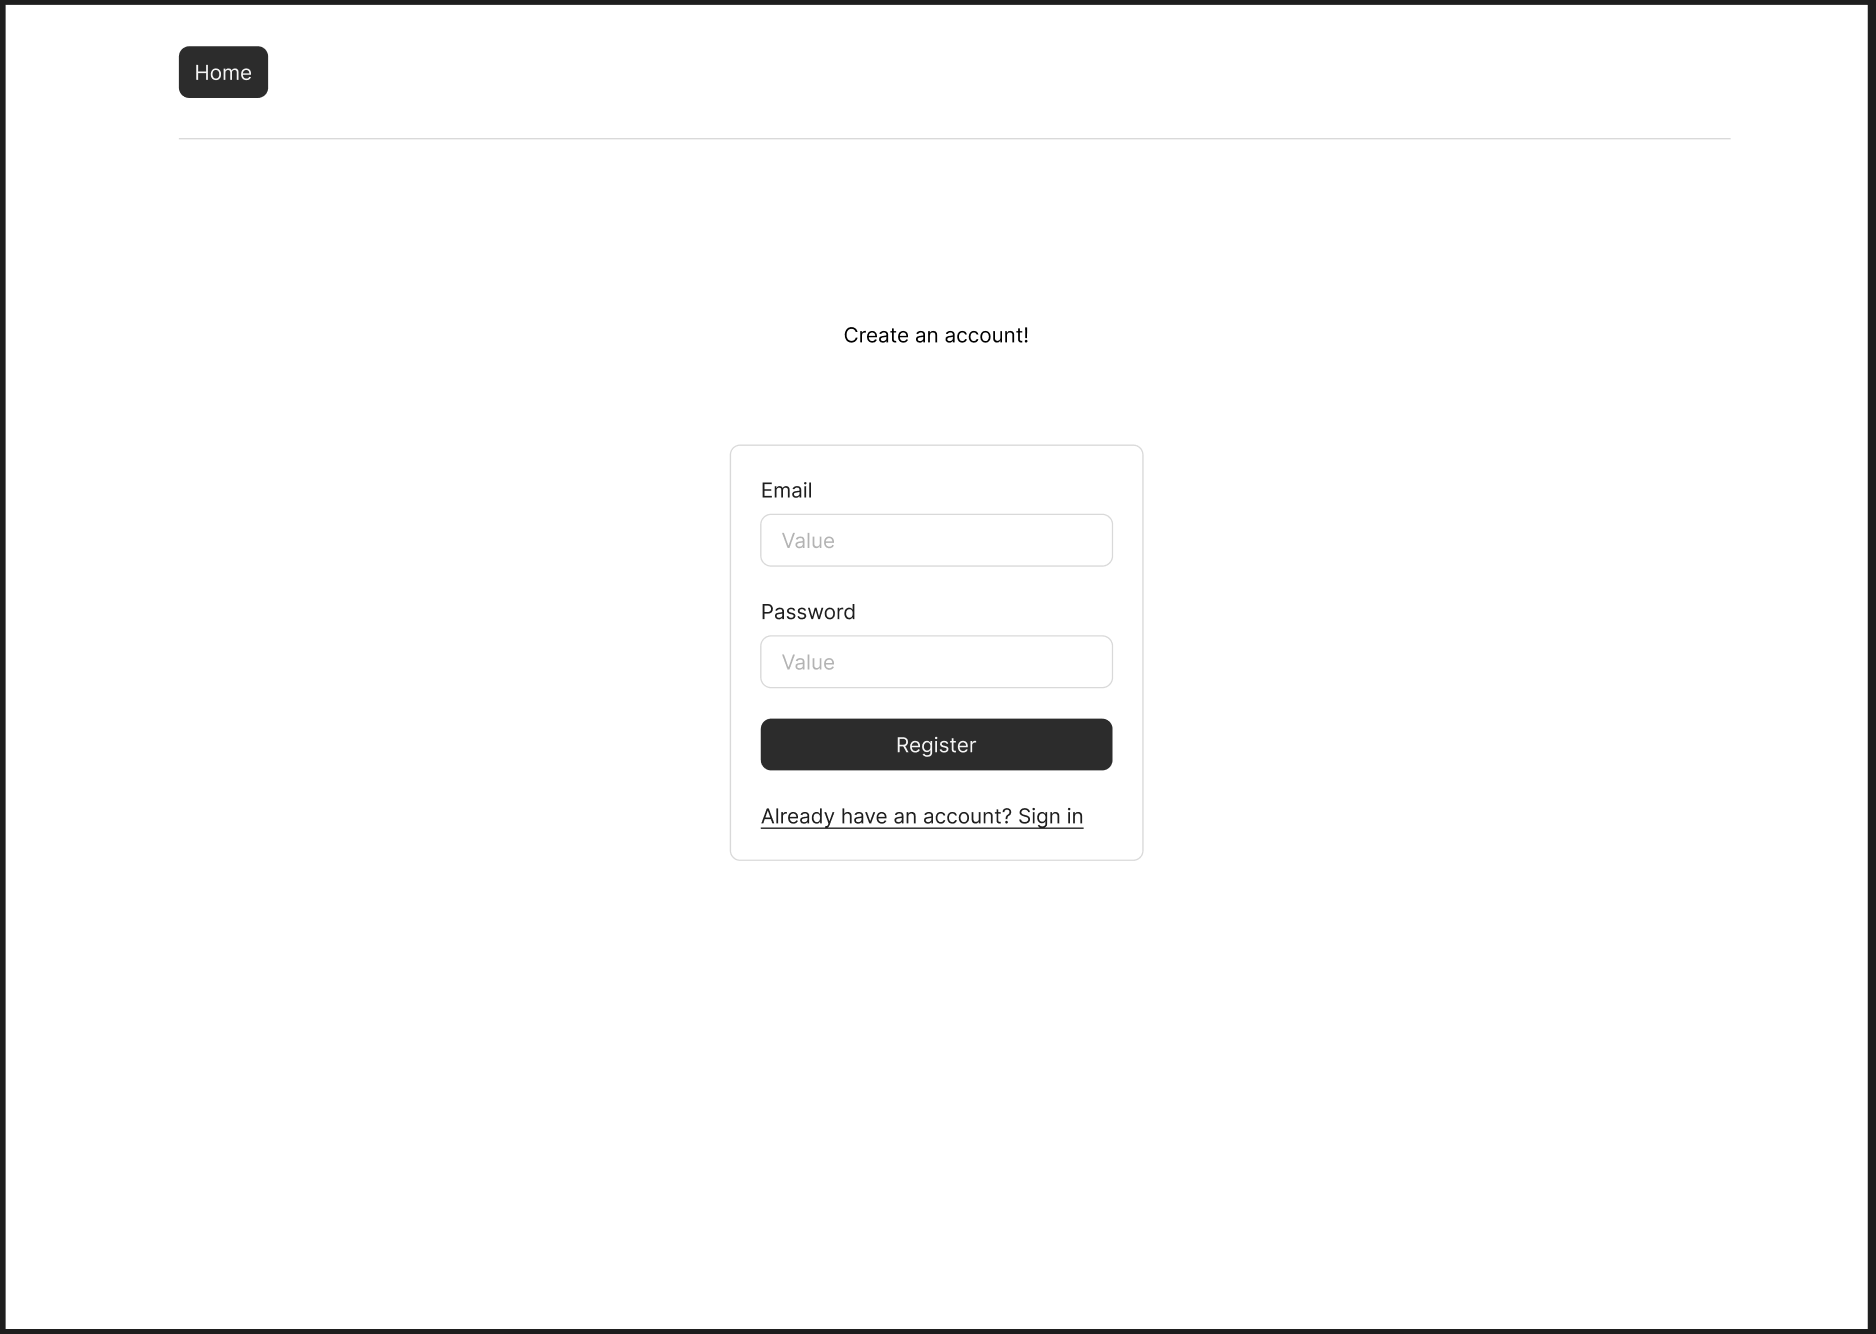 Home
Create an account!
Email
Value
Password
Value
Register
Already have an account? Sign in